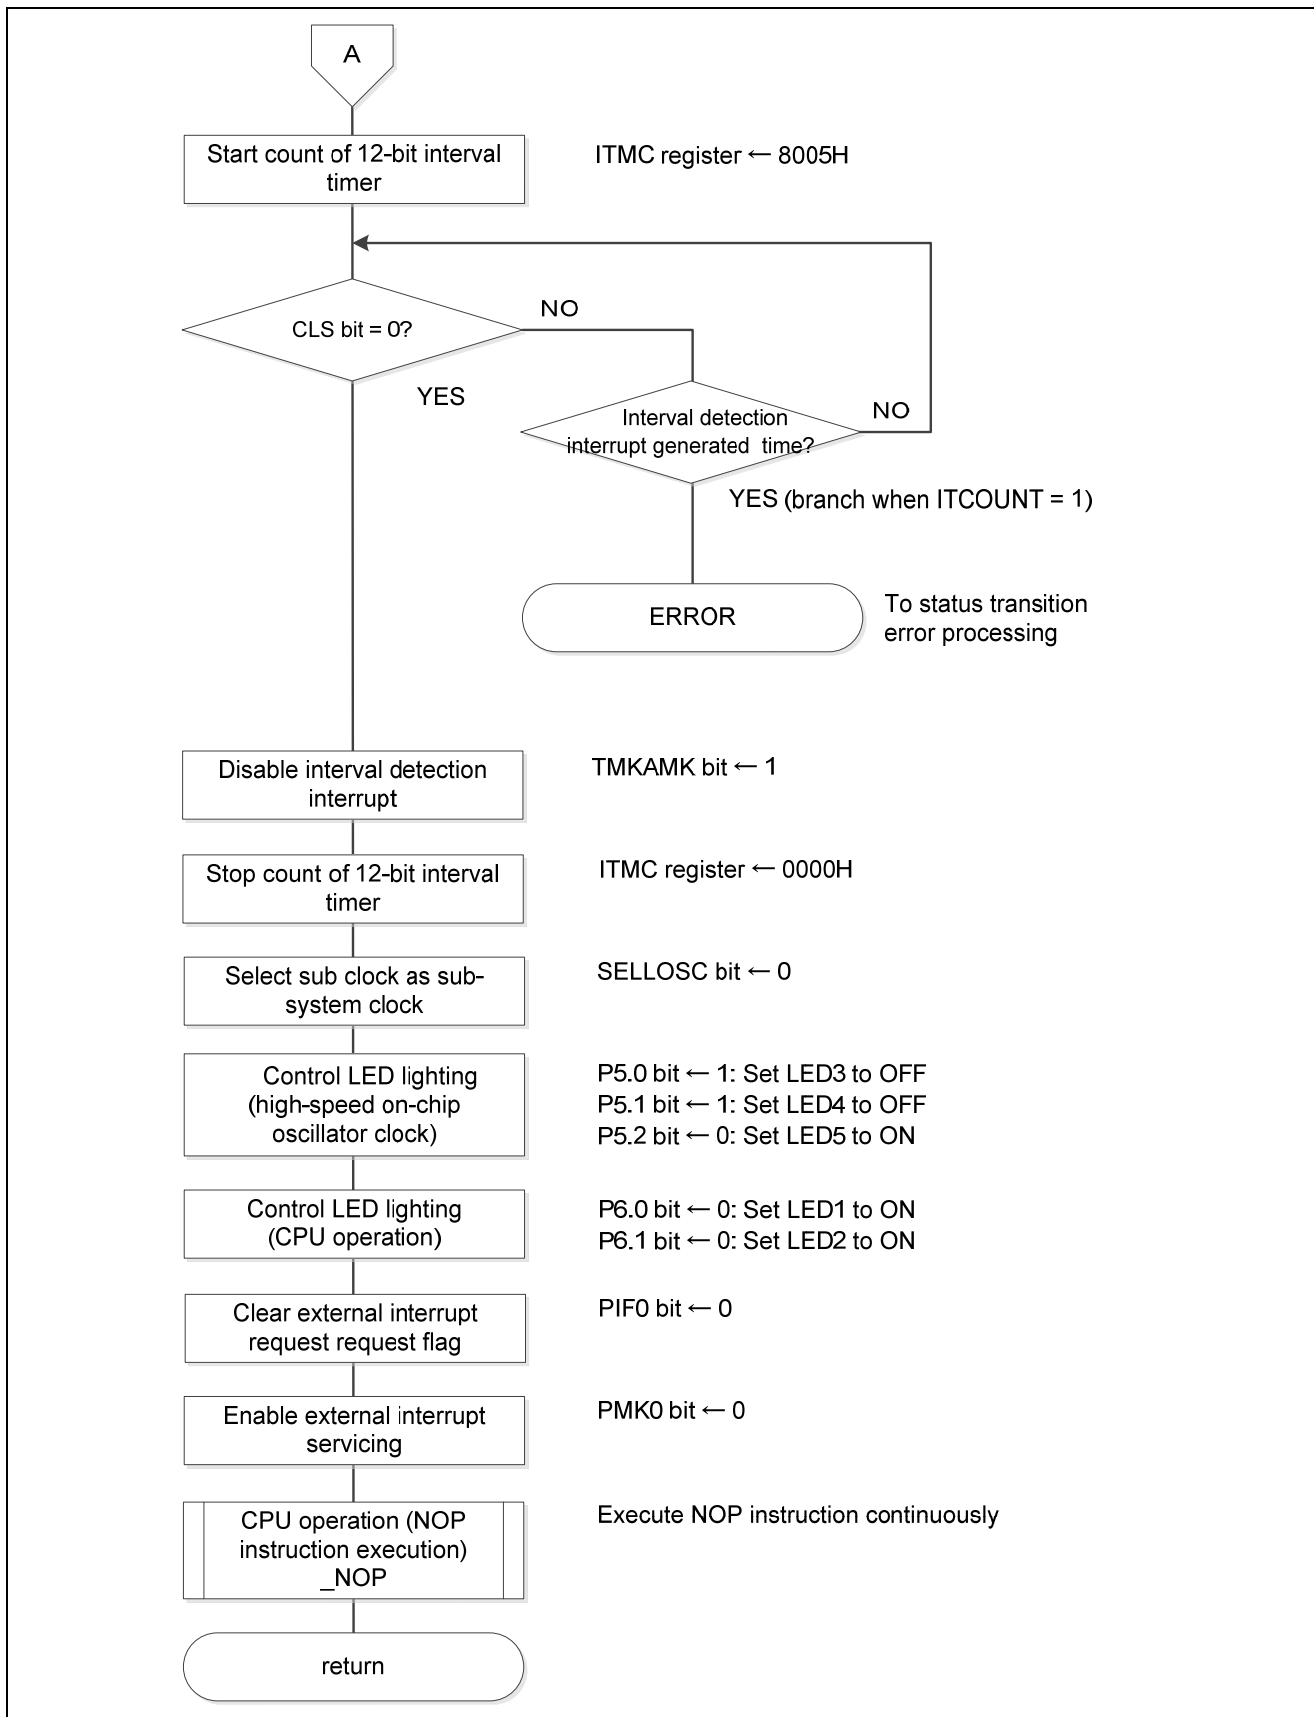 A
Start count of 12-bit interval
timer
ITMC register ← 8005H
CLS bit = 0?
NO
YES
Interval detection
interrupt generated time?
NO
YES (branch when ITCOUNT = 1)
ERROR
To status transition
error processing
Disable interval detection
interrupt
TMKAMK bit ← 1
Stop count of 12-bit interval
timer
ITMC register ← 0000H
Select sub clock as sub-
system clock
SELLOSC bit ← 0
Control LED lighting
(high-speed on-chip
oscillator clock)
P5.0 bit ← 1: Set LED3 to OFF
P5.1 bit ← 1: Set LED4 to OFF
P5.2 bit ← 0: Set LED5 to ON
Control LED lighting
(CPU operation)
P6.0 bit ← 0: Set LED1 to ON
P6.1 bit ← 0: Set LED2 to ON
Clear external interrupt
request request flag
PIF0 bit ← 0
Enable external interrupt
servicing
PMK0 bit ← 0
CPU operation (NOP
instruction execution)
_NOP
Execute NOP instruction continuously
return